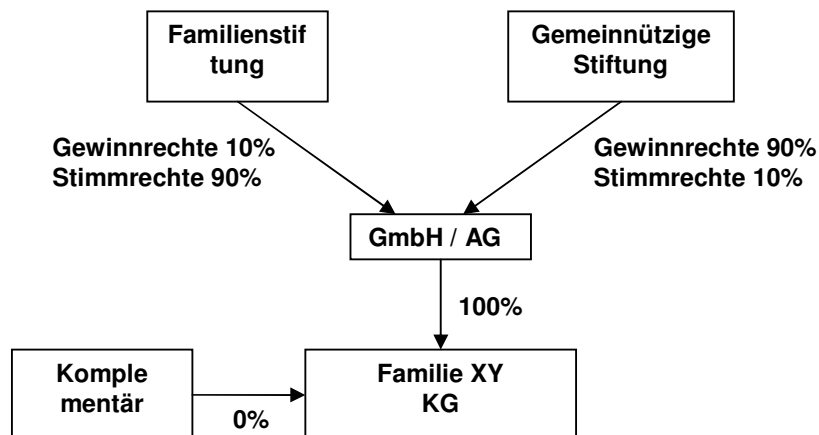 Familienstif
tung
Gemeinnützige
Stiftung
Gewinnrechte 10%
Stimmrechte 90%
Gewinnrechte 90%
Stimmrechte 10%
GmbH / AG
100%
Komple
mentär
0%
Familie XY
KG